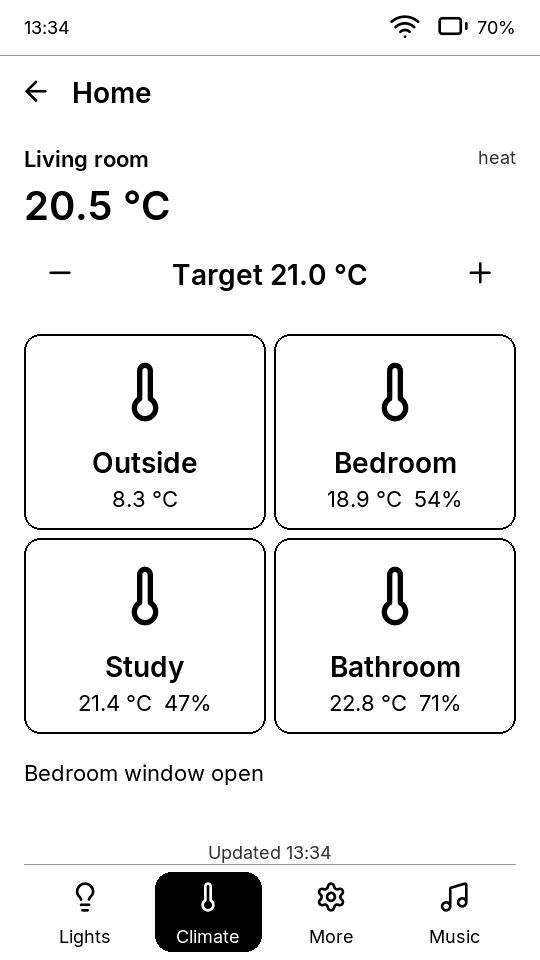 13:34 70%
Home
Living room heat
20.5 °C
Target 21.0 °C
Outside
8.3 °C
Bedroom
18.9 °C 54%
Study
21.4 °C 47%
Bathroom
22.8 °C 71%
Bedroom window open
Updated 13:34
Lights Climate More Music